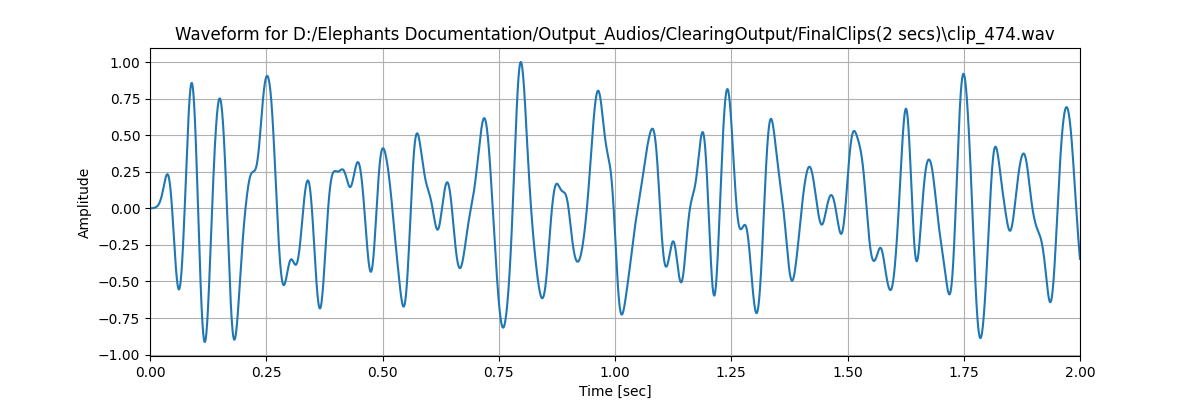 Waveform for D:/Elephants Documentation/Output_Audios/ClearingOutput/FinalClips(2 secs)\clip_474.wav
1.00
0.75
0.50
0.25
0.00
−0.25
−0.50
−0.75
−1.00
Amplitude
0.00 0.25 0.50 0.75 1.00 1.25 1.50 1.75 2.00
Time [sec]